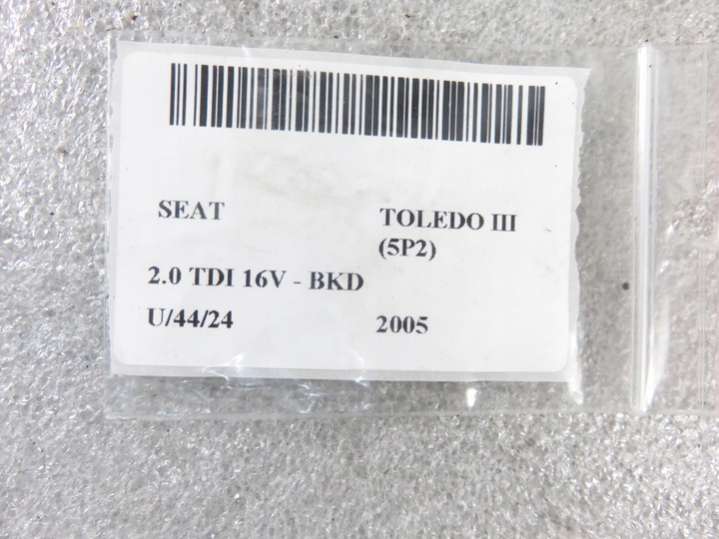 SEAT TOLEDO III
(5P2)
2.0 TDI 16V - BKD
U/44/24 2005